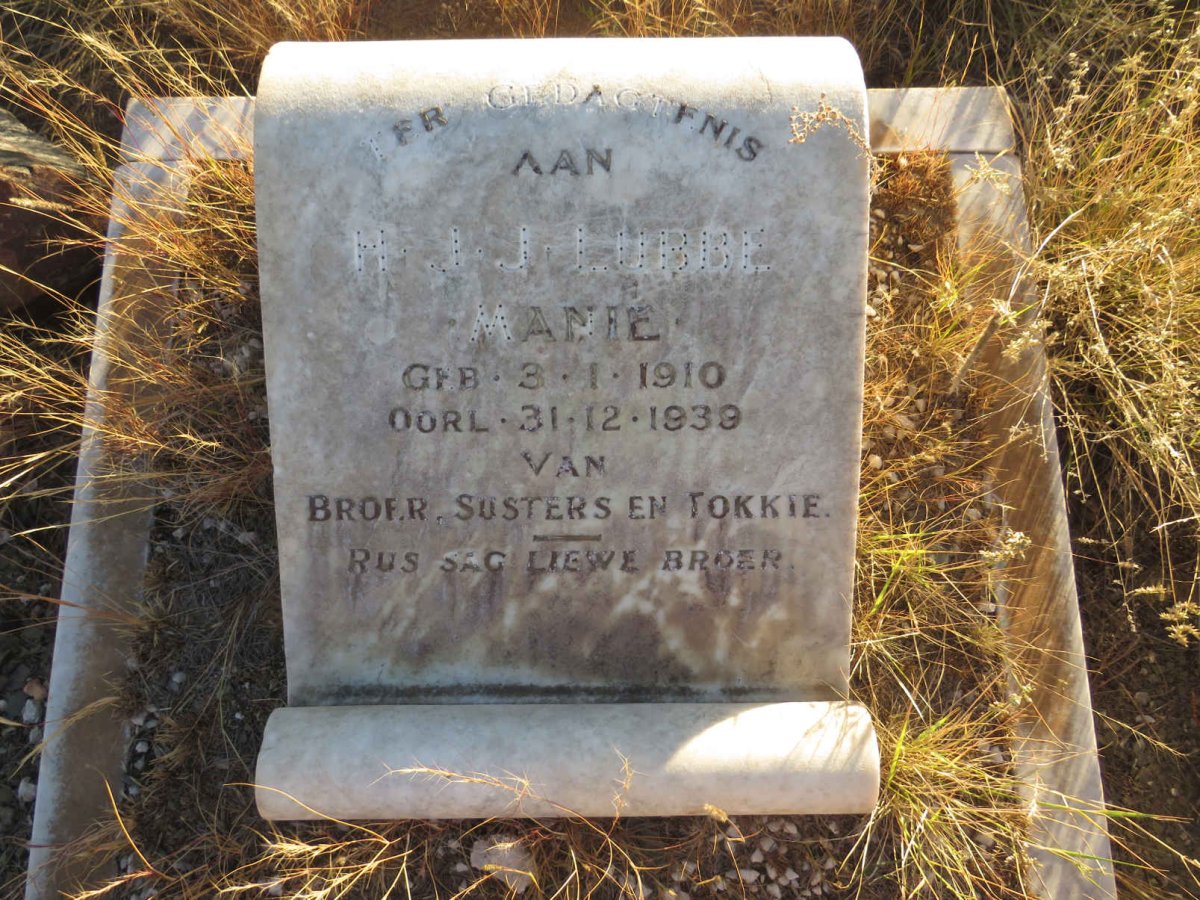 TER GEDAGTENIS
AAN
H·J·J·LUBBE
·MANIE·
GEB·3·1·1910
OORL·31·12·1939
VAN
BROER, SUSTERS EN TOKKIE.
RUS SAG LIEWE BROER.